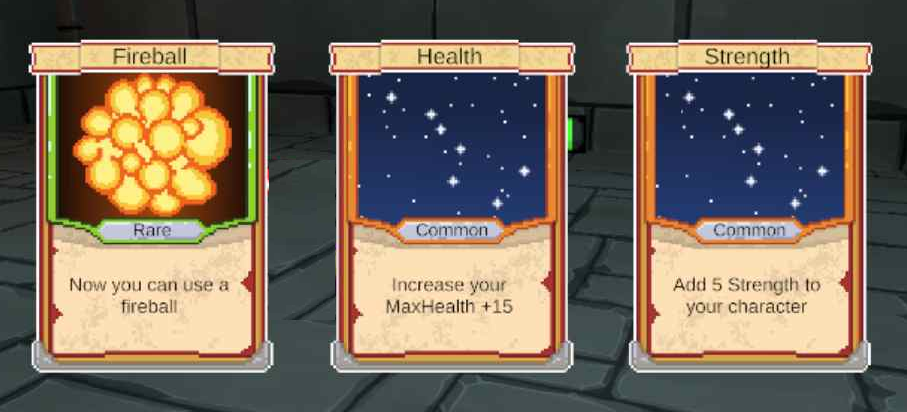 Fireball
Rare
Now you can use a
fireball
Health
Common
Increase your
MaxHealth +15
Strength
Common
Add 5 Strength to
your character